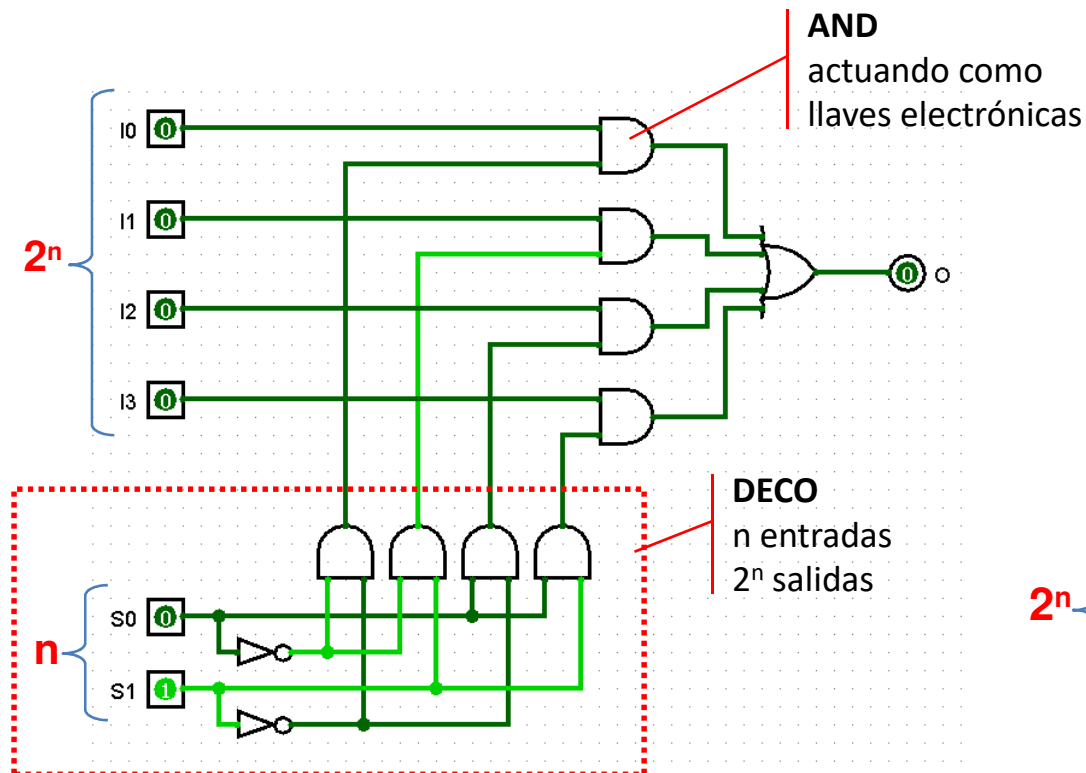 AND
actuando como
llaves electrónicas
I0 0
I1 0
2ⁿ
I2 0
I3 0
0 O
DECO
n entradas
2ⁿ salidas
S0 0
n
S1 1
2ⁿ